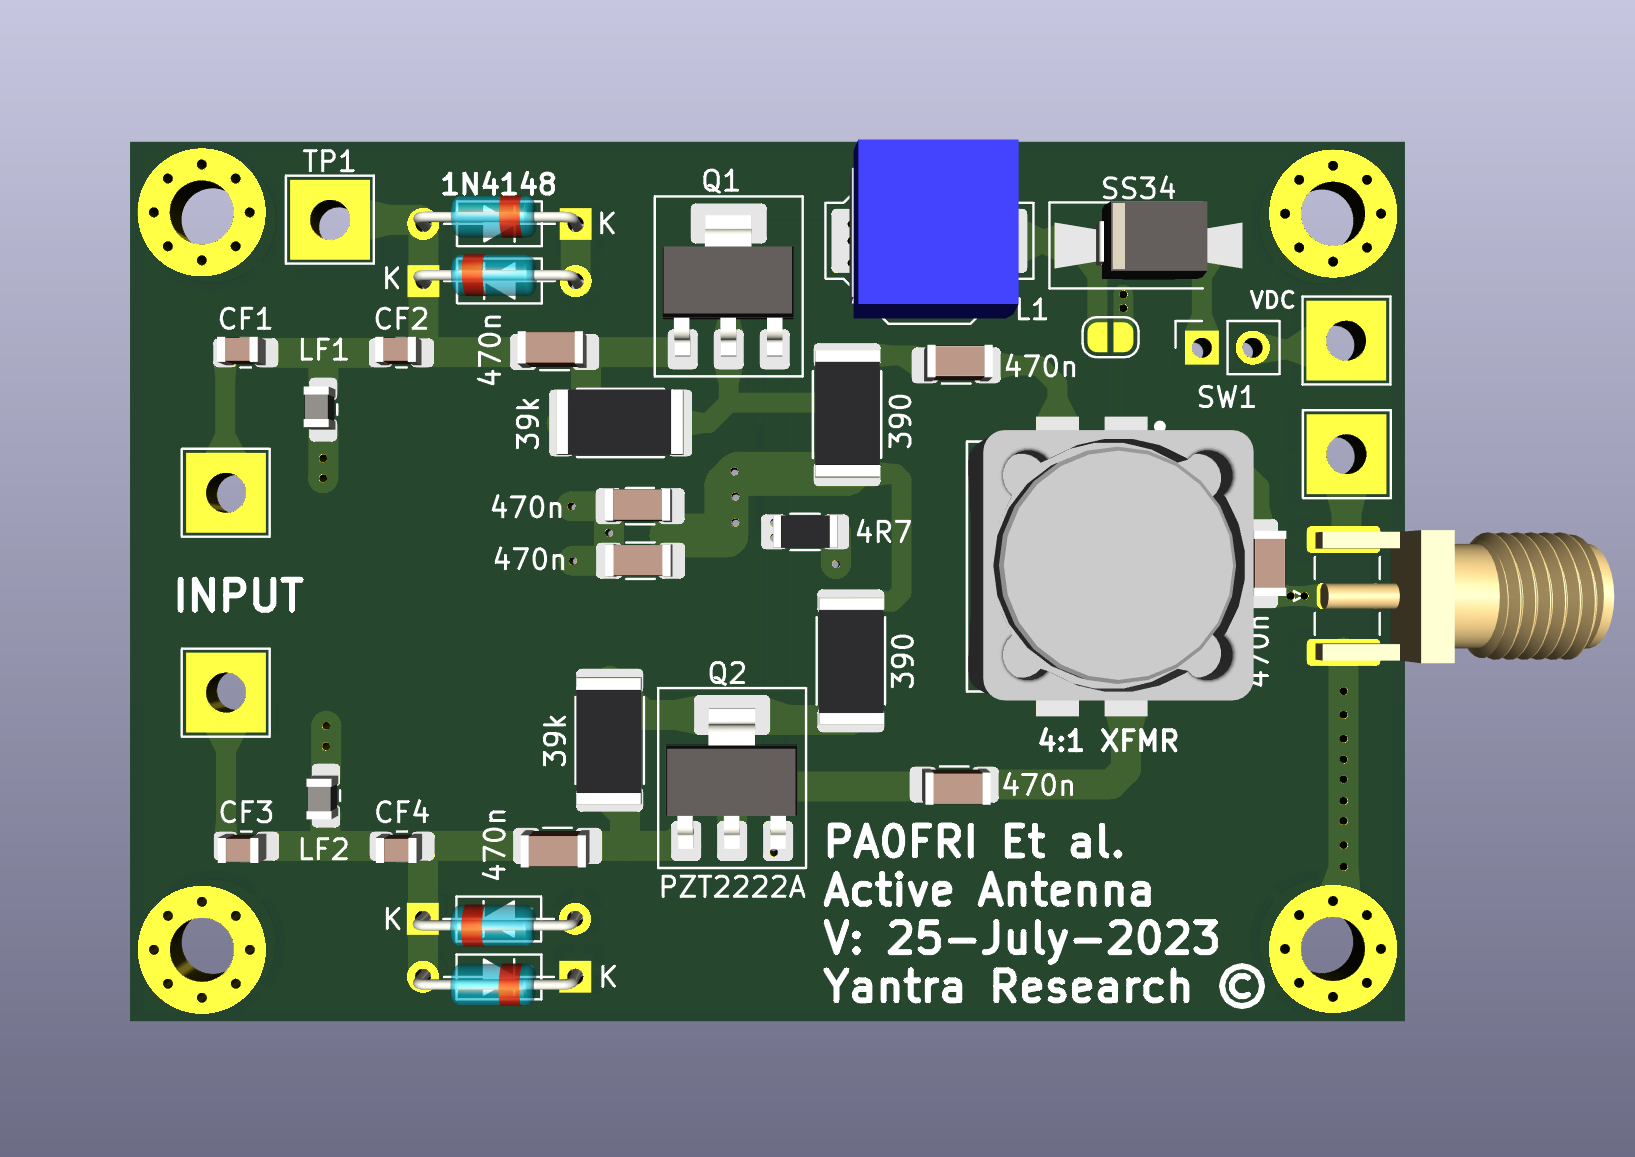 TP1
1N4148
K
K
Q1
SS34
L1
VDC
SW1
CF1
CF2
LF1
470n
470n
39k
390
470n
470n
4R7
INPUT
390
470n
Q2
39k
4:1 XFMR
470n
CF3
CF4
LF2
470n
PZT2222A
K
K
PA0FRI Et al.
Active Antenna
V: 25-July-2023
Yantra Research ©